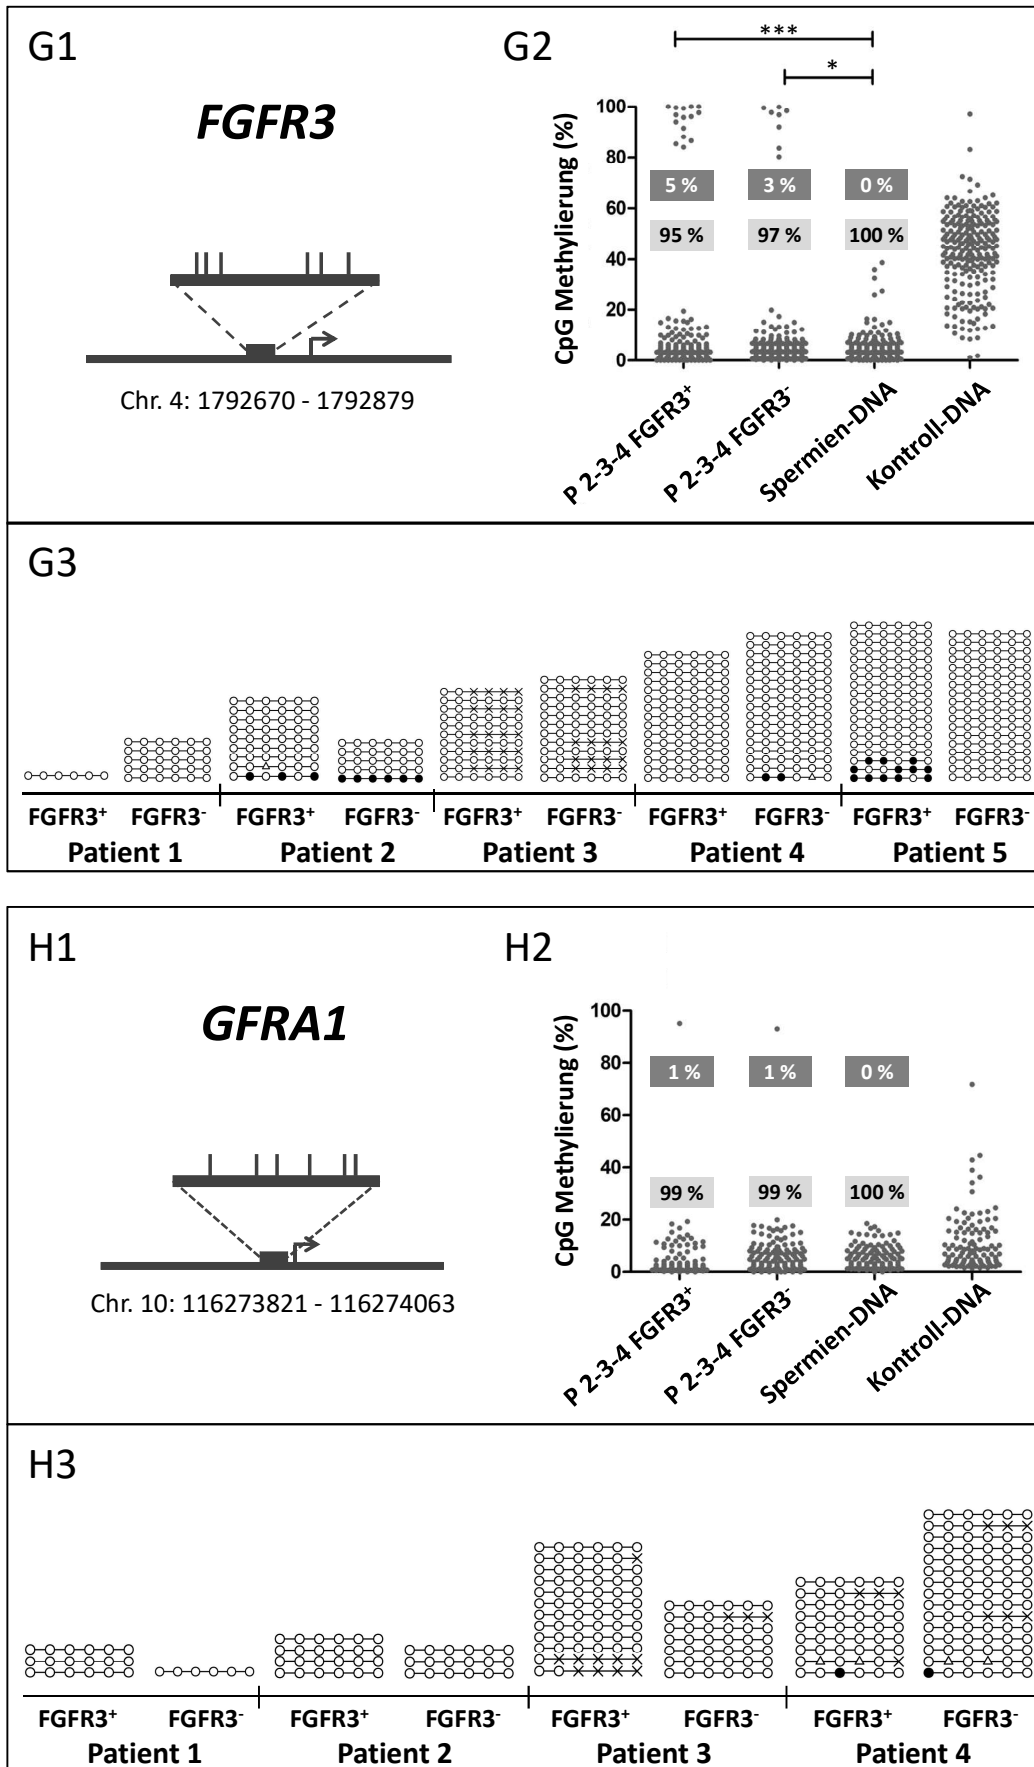 G1
FGFR3
Chr. 4: 1792670 - 1792879
G2
***
*
CpG Methylierung (%)
100
80
60
40
20
0
5 %
3 %
0 %
95 %
97 %
100 %
P 2-3-4 FGFR3⁺
P 2-3-4 FGFR3⁻
Spermien-DNA
Kontroll-DNA
G3
FGFR3⁺ FGFR3⁻ FGFR3⁺ FGFR3⁻ FGFR3⁺ FGFR3⁻ FGFR3⁺ FGFR3⁻ FGFR3⁺ FGFR3⁻
Patient 1 Patient 2 Patient 3 Patient 4 Patient 5
H1
GFRA1
Chr. 10: 116273821 - 116274063
H2
CpG Methylierung (%)
100
80
60
40
20
0
1 %
1 %
0 %
99 %
99 %
100 %
P 2-3-4 FGFR3⁺
P 2-3-4 FGFR3⁻
Spermien-DNA
Kontroll-DNA
H3
FGFR3⁺ FGFR3⁻ FGFR3⁺ FGFR3⁻ FGFR3⁺ FGFR3⁻ FGFR3⁺ FGFR3⁻
Patient 1 Patient 2 Patient 3 Patient 4